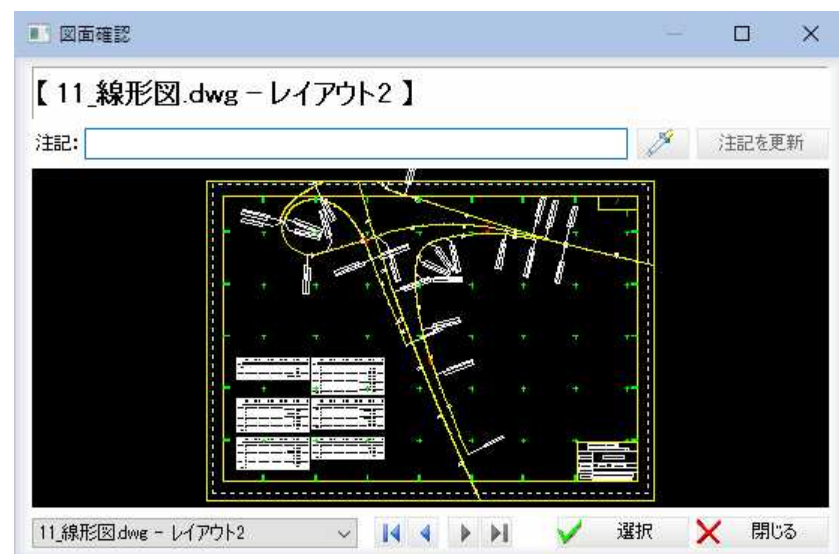 図面確認
【 11_線形図.dwg － レイアウト2 】
注記:
注記を更新
11_線形図.dwg － レイアウト2
選択
閉じる